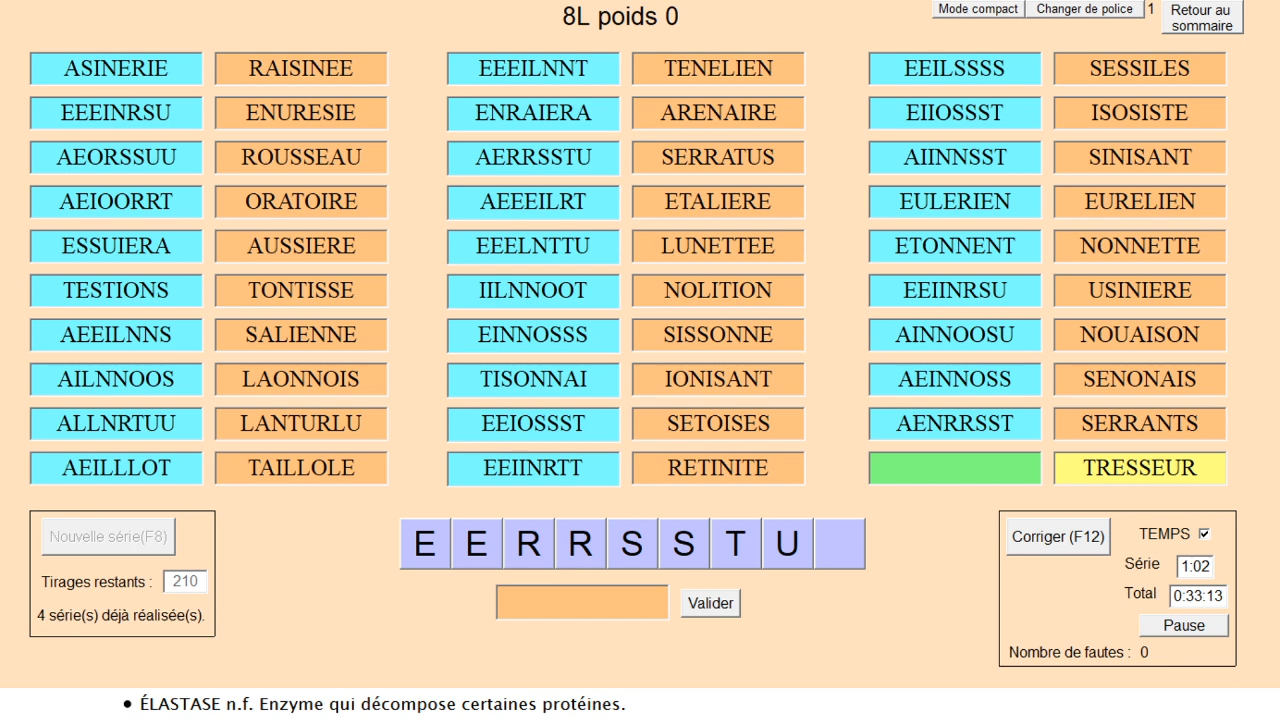 8L poids 0
Mode compact
Changer de police
1
Retour au
sommaire
ASINERIE RAISINEE EEEILNNT TENELIEN EEILSSSS SESSILES
EEEINRSU ENURESIE ENRAIERA ARENAIRE EIIOSSST ISOSISTE
AEORSSUU ROUSSEAU AERRSSTU SERRATUS AIINNSST SINISANT
AEIOORRT ORATOIRE AEEEILRT ETALIERE EULERIEN EURELIEN
ESSUIERA AUSSIERE EEELNTTU LUNETTEE ETONNENT NONNETTE
TESTIONS TONTISSE IILNNOOT NOLITION EEIINRSU USINIERE
AEEILNNS SALIENNE EINNOSSS SISSONNE AINNOOSU NOUAISON
AILNNOOS LAONNOIS TISONNAI IONISANT AEINNOSS SENONAIS
ALLNRTUU LANTURLU EEIOSSST SETOISES AENRRSST SERRANTS
AEILLLOT TAILLOLE EEIINRTT RETINITE TRESSEUR
Nouvelle série(F8)
Tirages restants : 210
4 série(s) déjà réalisée(s).
E E R R S S T U
Valider
Corriger (F12)
TEMPS
Série 1:02
Total 0:33:13
Pause
Nombre de fautes : 0
• ÉLASTASE n.f. Enzyme qui décompose certaines protéines.